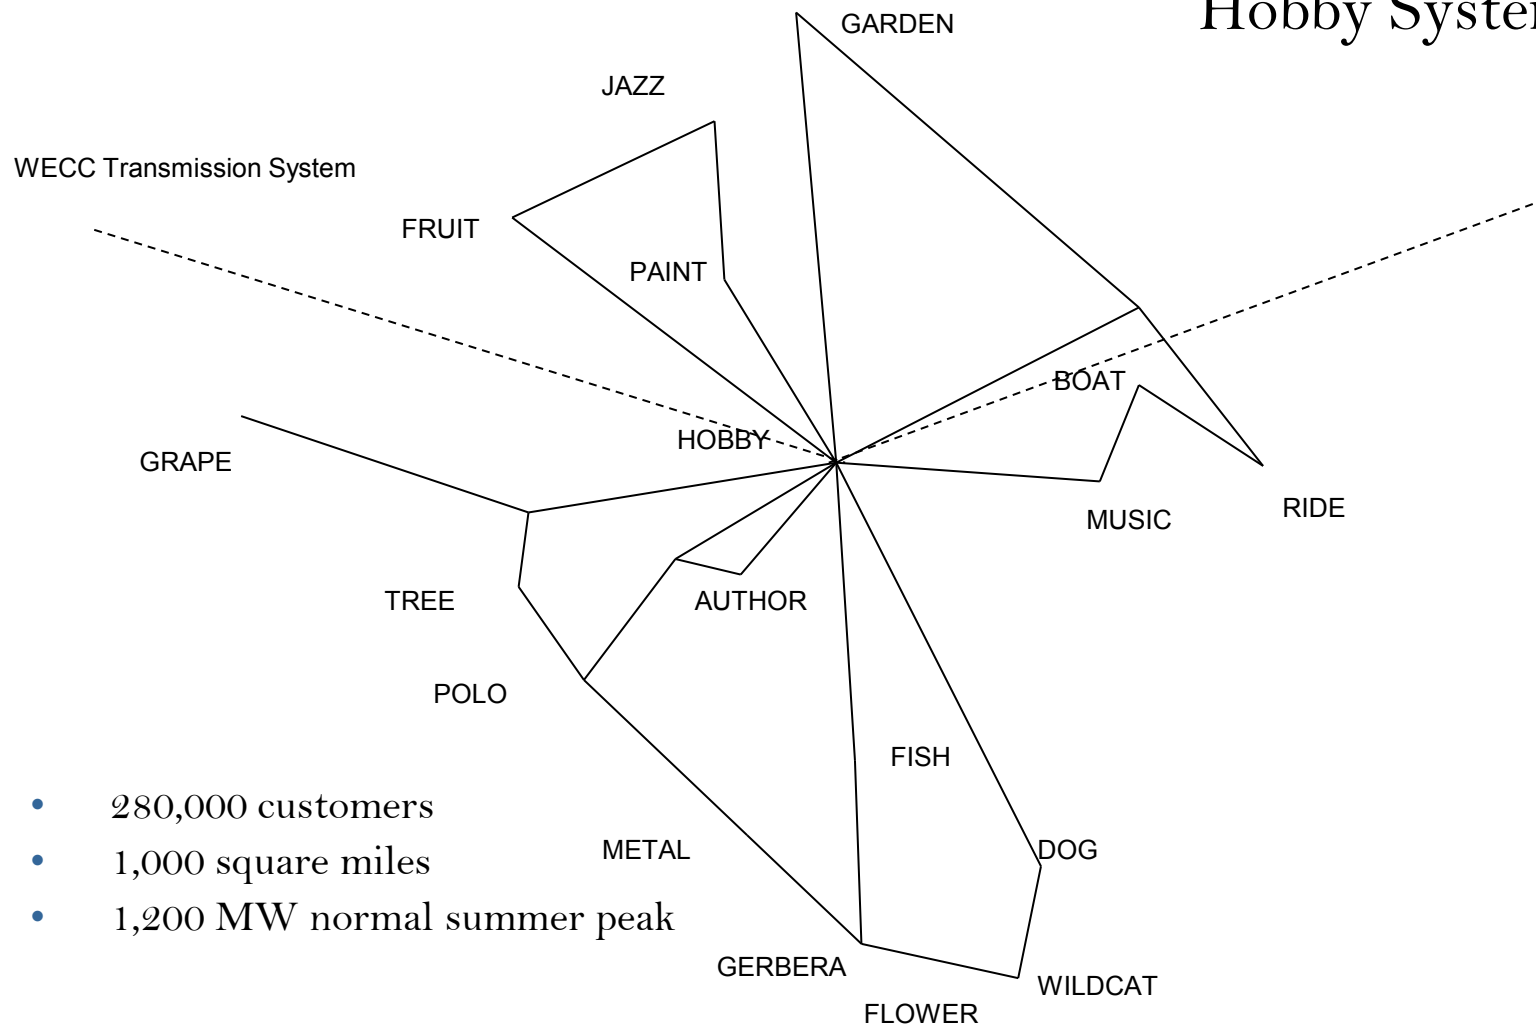 Hobby Syste
GARDEN
JAZZ
WECC Transmission System
FRUIT
PAINT
BOAT
HOBBY
GRAPE
RIDE
MUSIC
TREE
AUTHOR
POLO
FISH
• 280,000 customers
METAL
DOG
• 1,000 square miles
• 1,200 MW normal summer peak
GERBERA
WILDCAT
FLOWER